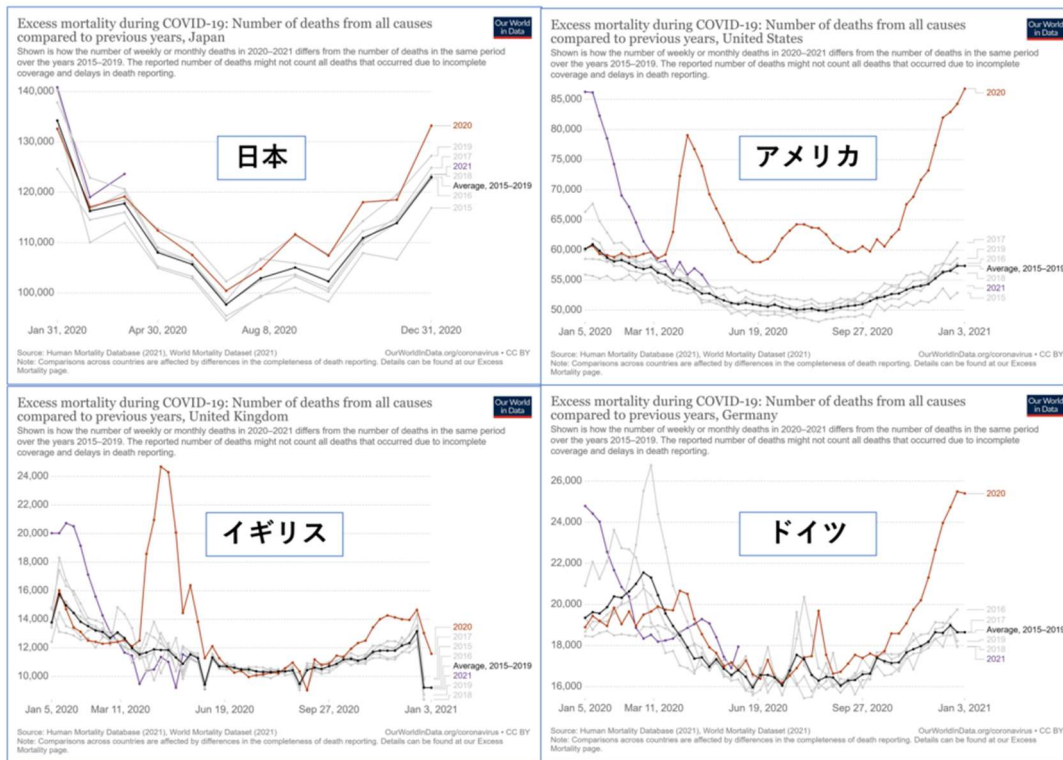 Excess mortality during COVID-19: Number of deaths from all causes
compared to previous years, Japan
Our World
in Data
Shown is how the number of weekly or monthly deaths in 2020–2021 differs from the number of deaths in the same period
over the years 2015–2019. The reported number of deaths might not count all deaths that occurred due to incomplete
coverage and delays in death reporting.
140,000
130,000
120,000
110,000
100,000
日本
2020
2019
2017
2021
2018
Average, 2015–2019
2016
2015
Jan 31, 2020
Apr 30, 2020
Aug 8, 2020
Dec 31, 2020
Source: Human Mortality Database (2021), World Mortality Dataset (2021)
OurWorldInData.org/coronavirus • CC BY
Note: Comparisons across countries are affected by differences in the completeness of death reporting. Details can be found at our Excess
Mortality page.
Excess mortality during COVID-19: Number of deaths from all causes
compared to previous years, United States
Our World
in Data
Shown is how the number of weekly or monthly deaths in 2020–2021 differs from the number of deaths in the same period
over the years 2015–2019. The reported number of deaths might not count all deaths that occurred due to incomplete
coverage and delays in death reporting.
85,000
80,000
75,000
70,000
65,000
60,000
55,000
50,000
アメリカ
2020
2017
2019
2018
2016
Average, 2015–2019
2018
2021
2015
Jan 5, 2020
Mar 11, 2020
Jun 19, 2020
Sep 27, 2020
Jan 3, 2021
Source: Human Mortality Database (2021), World Mortality Dataset (2021)
OurWorldInData.org/coronavirus • CC BY
Note: Comparisons across countries are affected by differences in the completeness of death reporting. Details can be found at our Excess
Mortality page.
Excess mortality during COVID-19: Number of deaths from all causes
compared to previous years, United Kingdom
Our World
in Data
Shown is how the number of weekly or monthly deaths in 2020–2021 differs from the number of deaths in the same period
over the years 2015–2019. The reported number of deaths might not count all deaths that occurred due to incomplete
coverage and delays in death reporting.
24,000
22,000
20,000
18,000
16,000
14,000
12,000
10,000
イギリス
2020
2017
2015
2016
Average, 2015–2019
2021
2019
2018
Jan 5, 2020
Mar 11, 2020
Jun 19, 2020
Sep 27, 2020
Jan 3, 2021
Source: Human Mortality Database (2021), World Mortality Dataset (2021)
OurWorldInData.org/coronavirus • CC BY
Note: Comparisons across countries are affected by differences in the completeness of death reporting. Details can be found at our Excess
Mortality page.
Excess mortality during COVID-19: Number of deaths from all causes
compared to previous years, Germany
Our World
in Data
Shown is how the number of weekly or monthly deaths in 2020–2021 differs from the number of deaths in the same period
over the years 2015–2019. The reported number of deaths might not count all deaths that occurred due to incomplete
coverage and delays in death reporting.
26,000
24,000
22,000
20,000
18,000
16,000
ドイツ
2020
2016
Average, 2015–2019
2021
Jan 5, 2020
Mar 11, 2020
Jun 19, 2020
Sep 27, 2020
Jan 3, 2021
Source: Human Mortality Database (2021), World Mortality Dataset (2021)
OurWorldInData.org/coronavirus • CC BY
Note: Comparisons across countries are affected by differences in the completeness of death reporting. Details can be found at our Excess
Mortality page.